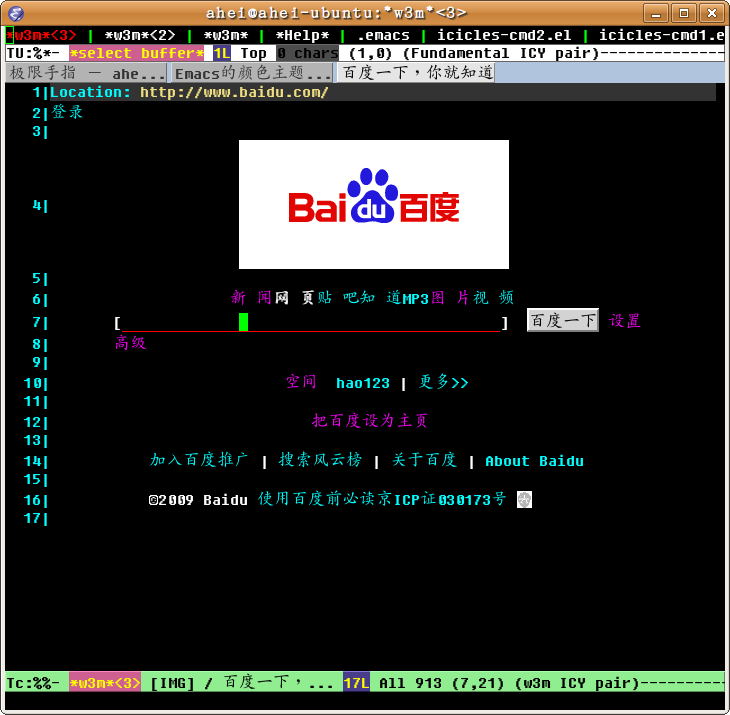 ahei@ahei-ubuntu:*w3m*<3>
*w3m*<3> | *w3m*<2> | *w3m* | *Help* | .emacs | icicles-cmd2.el | icicles-cmd1.e
TU:%*- *select buffer* 1L Top 0 chars (1,0) (Fundamental ICY pair)--------------
极限手指 — ahe... Emacs的颜色主题... 百度一下，你就知道
1|Location: http://www.baidu.com/
2|登录
3|
4| Baidu百度
5|
6| 新 闻网 页贴 吧知 道MP3图 片视 频
7| [ ] 百度一下 设置
8| 高级
9|
10| 空间 hao123 | 更多>>
11|
12| 把百度设为主页
13|
14| 加入百度推广 | 搜索风云榜 | 关于百度 | About Baidu
15|
16| ©2009 Baidu 使用百度前必读京ICP证030173号
17|
Tc:%%- *w3m*<3> [IMG] / 百度一下，... 17L All 913 (7,21) (w3m ICY pair)----------